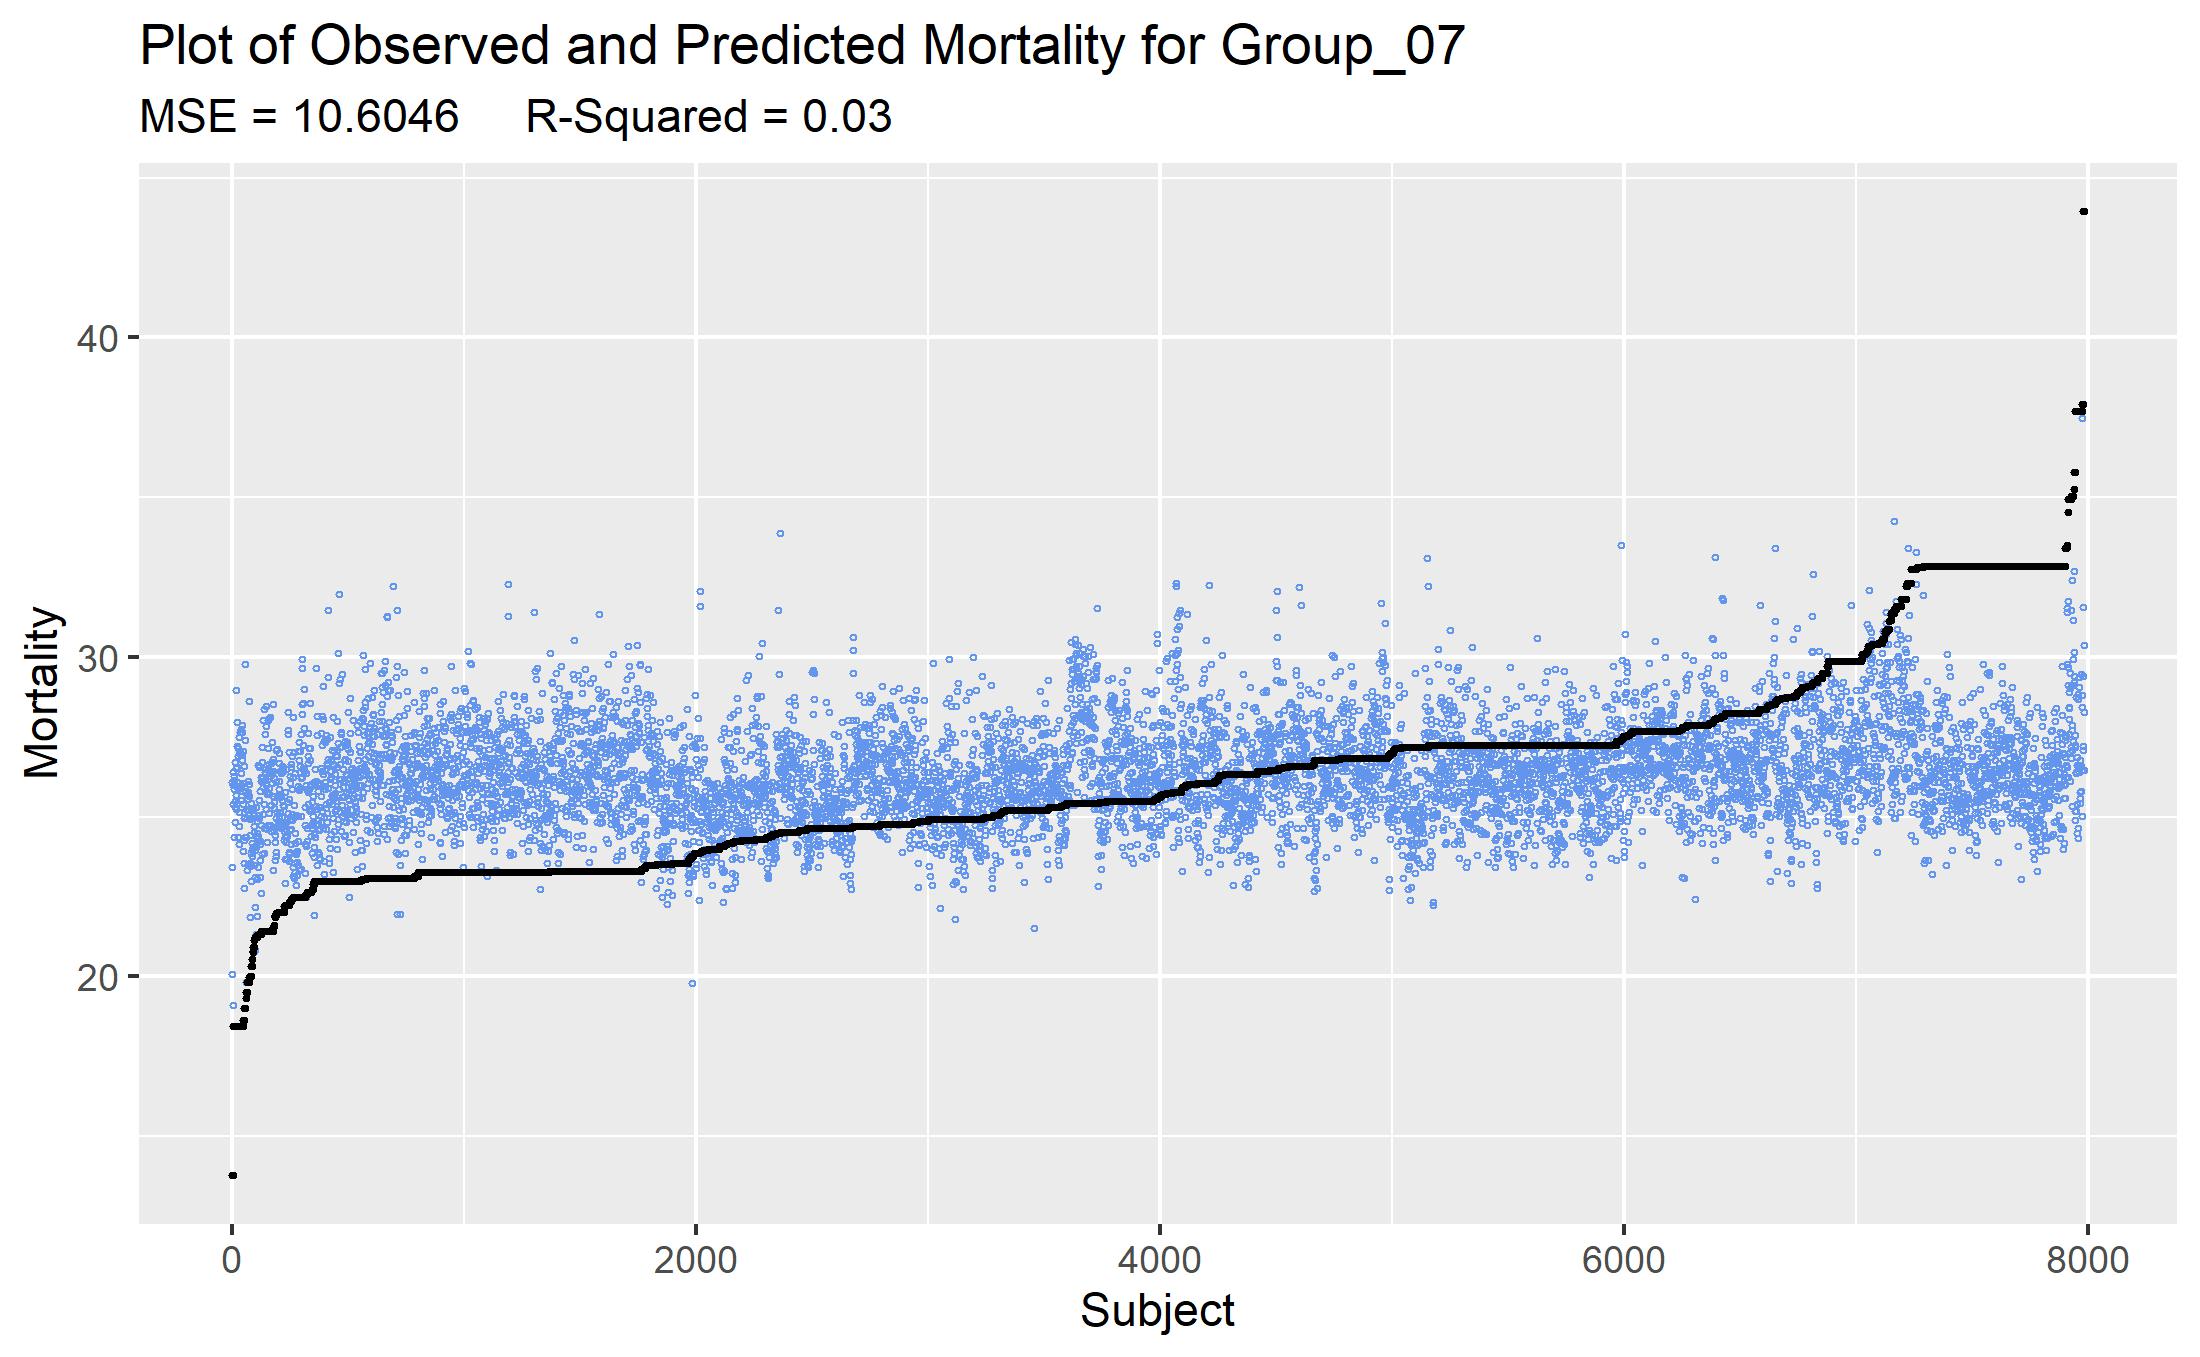 Plot of Observed and Predicted Mortality for Group_07
MSE = 10.6046 R-Squared = 0.03
Mortality
40
30
20
0 2000 4000 6000 8000
Subject